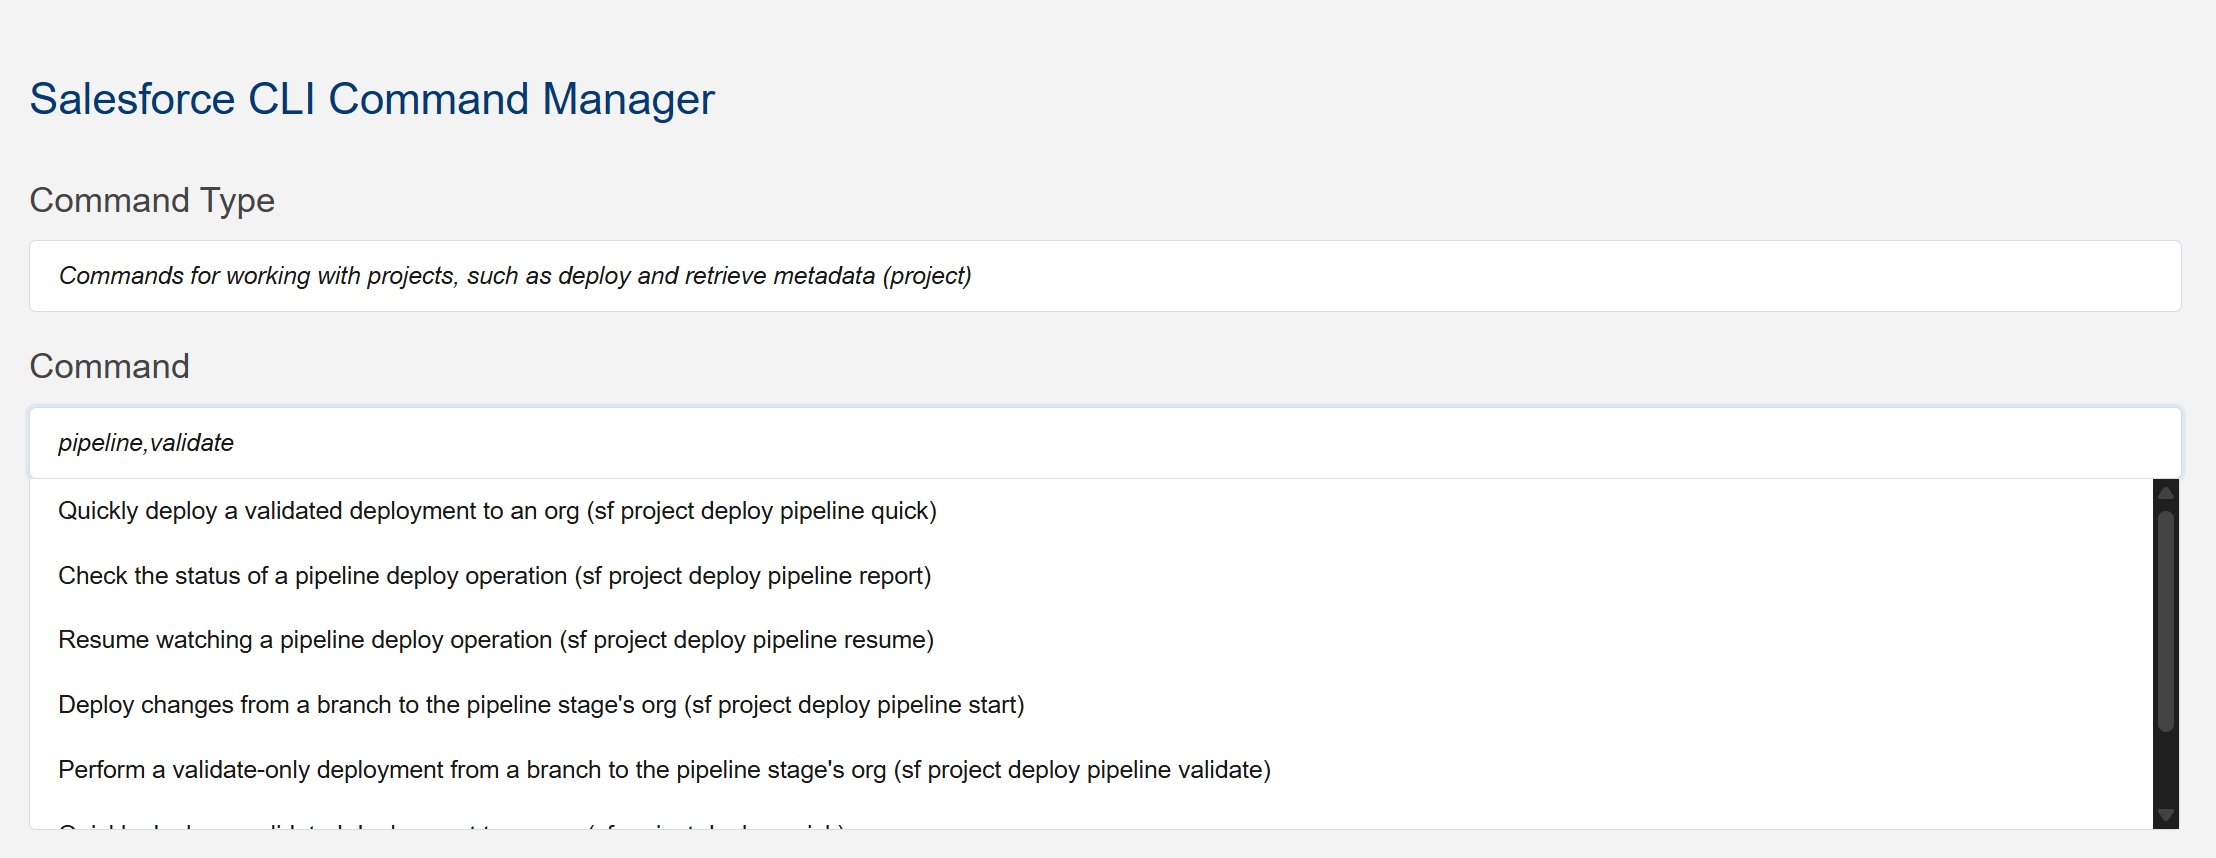 Salesforce CLI Command Manager
Command Type
Commands for working with projects, such as deploy and retrieve metadata (project)
Command
pipeline,validate
Quickly deploy a validated deployment to an org (sf project deploy pipeline quick)
Check the status of a pipeline deploy operation (sf project deploy pipeline report)
Resume watching a pipeline deploy operation (sf project deploy pipeline resume)
Deploy changes from a branch to the pipeline stage's org (sf project deploy pipeline start)
Perform a validate-only deployment from a branch to the pipeline stage's org (sf project deploy pipeline validate)